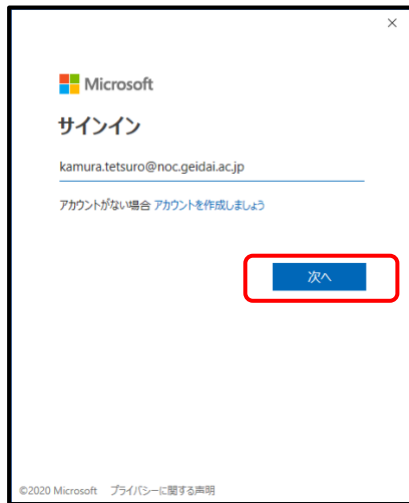 Microsoft
サインイン
kamura.tetsuro@noc.geidai.ac.jp
アカウントがない場合 アカウントを作成しましょう
次へ
©2020 Microsoft プライバシーに関する声明